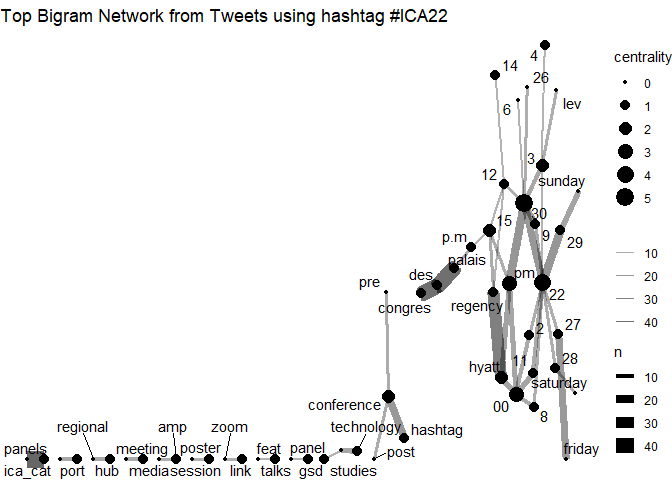 Top Bigram Network from Tweets using hashtag #ICA22
4
14
26
6
lev
3
12
sunday
30
15
9
29
p.m
palais
des
pm
pre
congres
regency
22
2
27
hyatt
11
28
saturday
00
8
conference
hashtag
technology
post
friday
regional
amp
zoom
panels
meeting
poster
feat
panel
ica_cat
port
hub
media
session
link
talks
gsd
studies
centrality
0
1
2
3
4
5
10
20
30
40
n
10
20
30
40